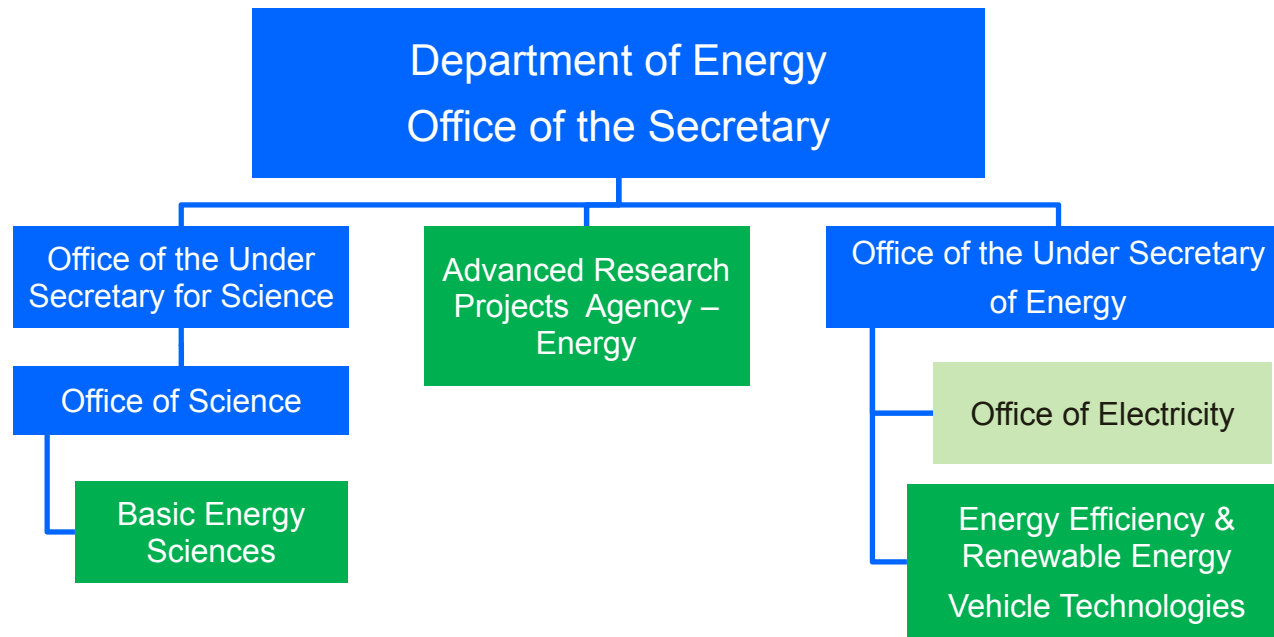 Department of Energy
Office of the Secretary
Office of the Under
Secretary for Science
Advanced Research
Projects Agency –
Energy
Office of the Under Secretary
of Energy
Office of Science
Office of Electricity
Basic Energy
Sciences
Energy Efficiency &
Renewable Energy
Vehicle Technologies